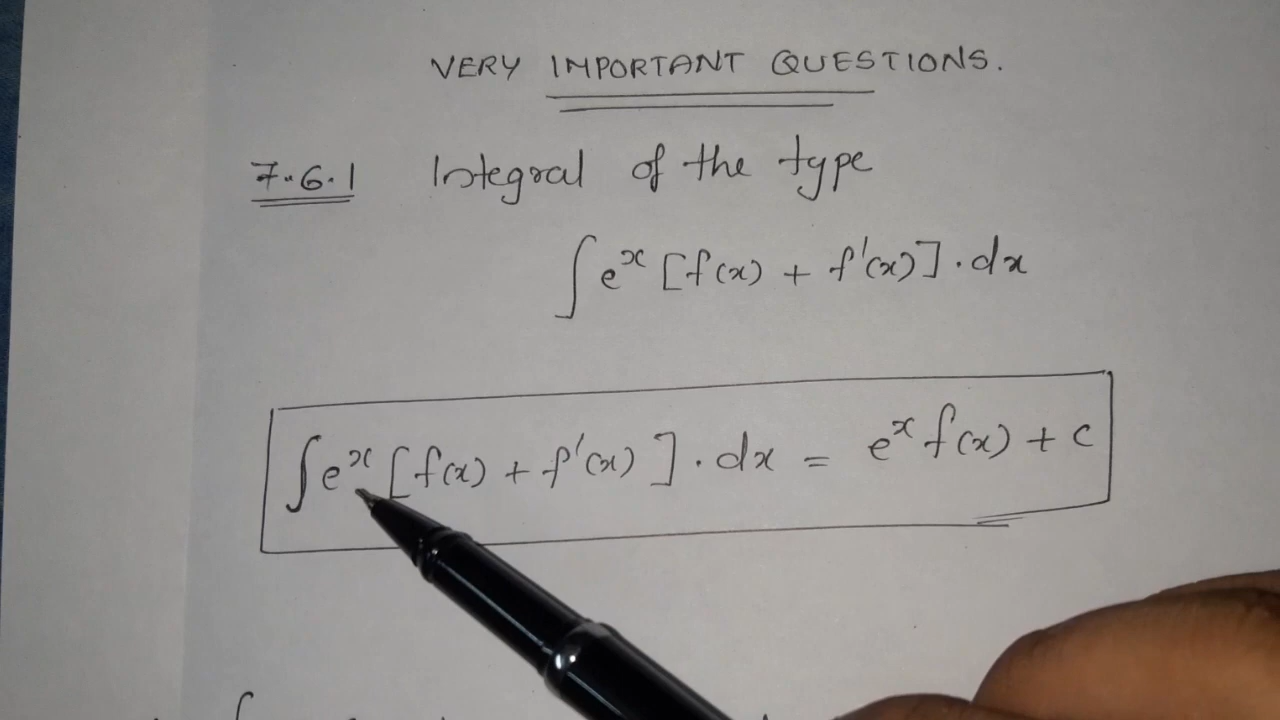 VERY IMPORTANT QUESTIONS.
7.6.1 Integral of the type
∫e^x [f(x) + f'(x)].dx
∫e^x [f(x) + f'(x)].dx = e^x f(x) + c